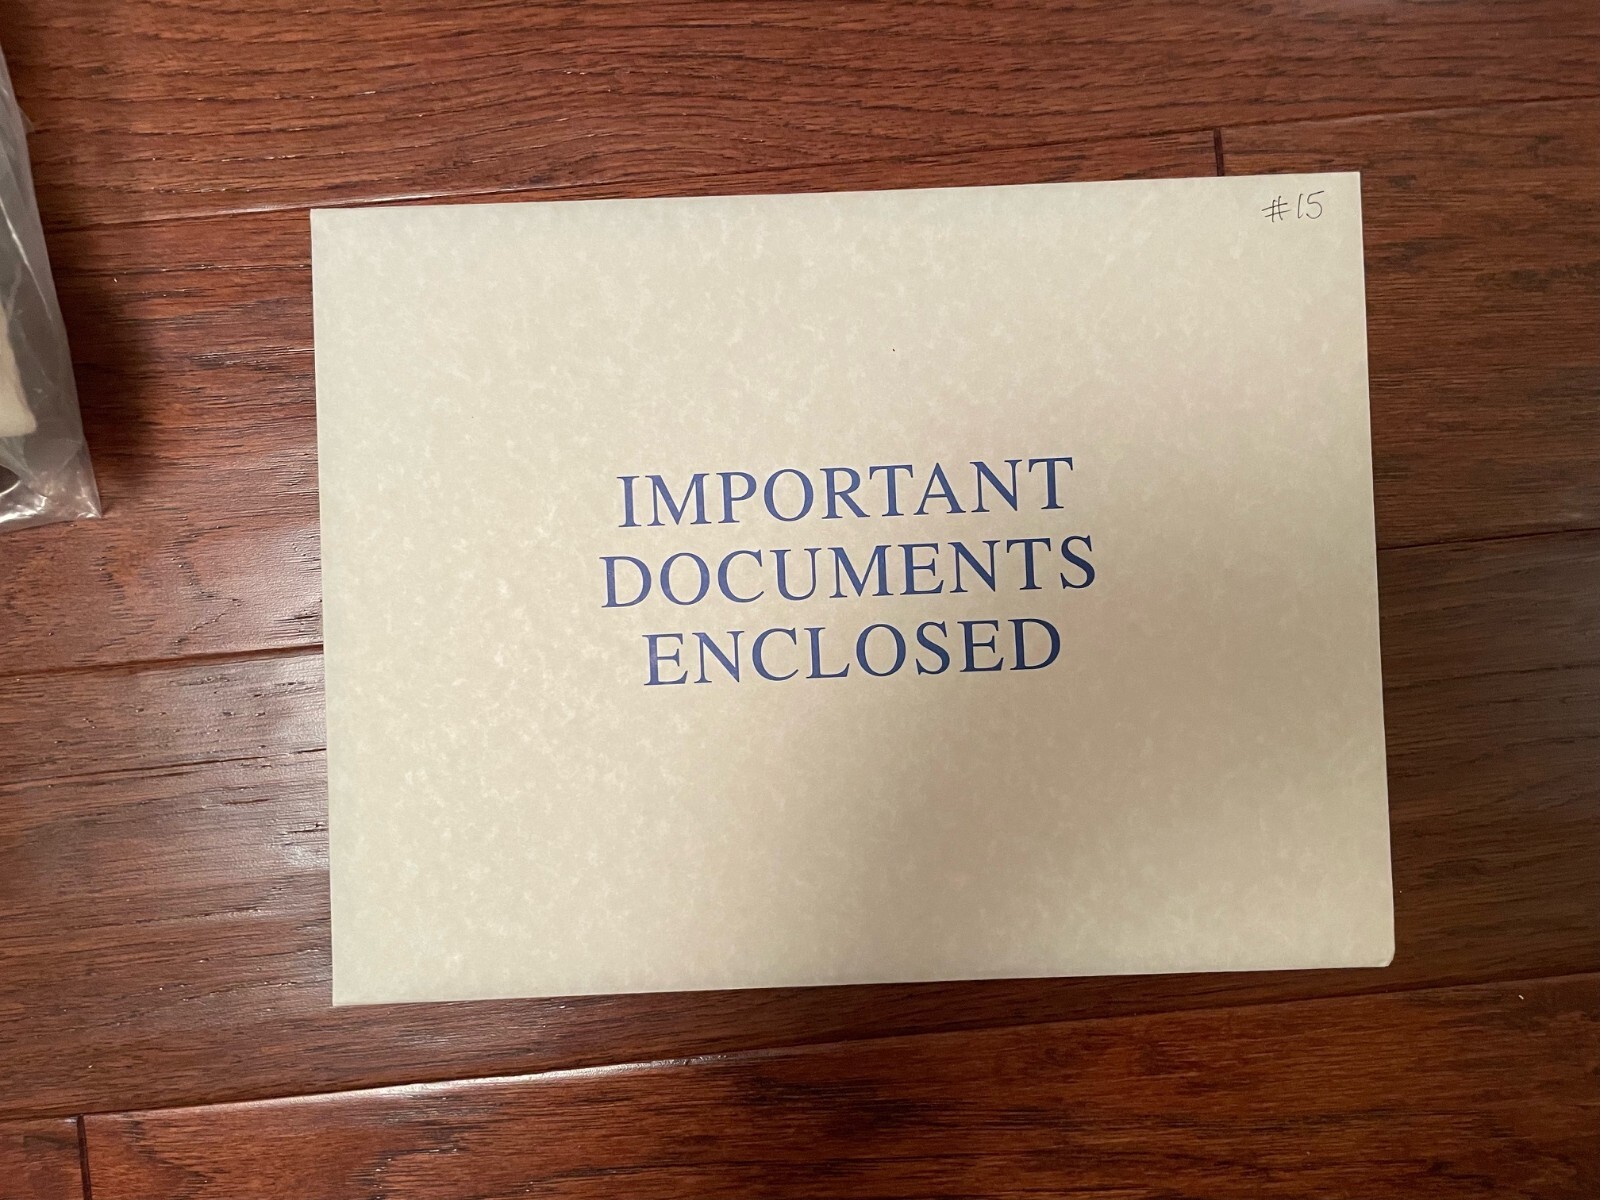 #15
IMPORTANT
DOCUMENTS
ENCLOSED